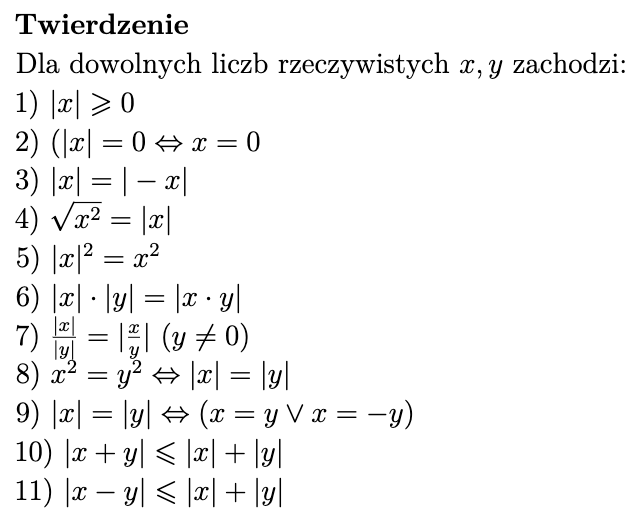 Twierdzenie
Dla dowolnych liczb rzeczywistych x, y zachodzi:
1) |x| ⩾ 0
2) (|x| = 0 ⇔ x = 0
3) |x| = | − x|
4) √x² = |x|
5) |x|² = x²
6) |x| · |y| = |x · y|
7) |x|/|y| = |x/y| (y ≠ 0)
8) x² = y² ⇔ |x| = |y|
9) |x| = |y| ⇔ (x = y ∨ x = −y)
10) |x + y| ⩽ |x| + |y|
11) |x − y| ⩽ |x| + |y|